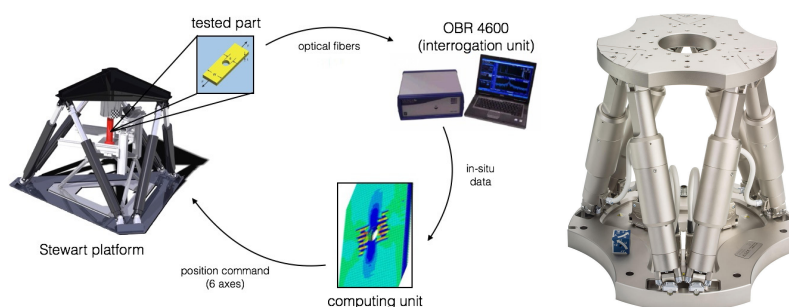 tested part
optical fibers
OBR 4600
(interrogation unit)
in-situ
data
Stewart platform
position command
(6 axes)
computing unit